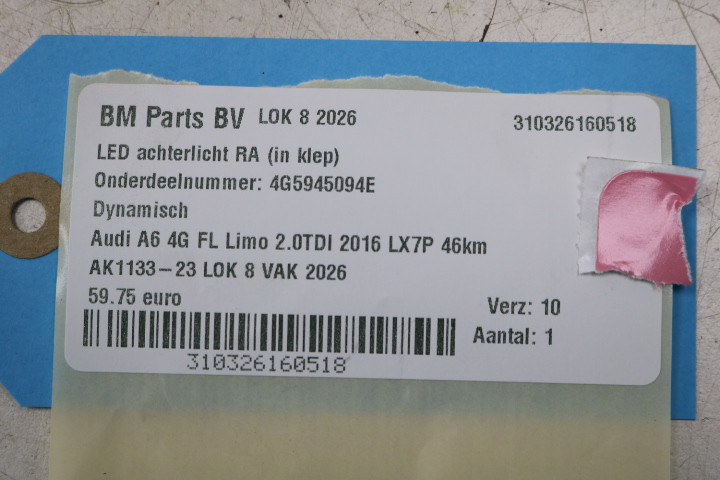 BM Parts BV LOK 8 2026 310326160518
LED achterlicht RA (in klep)
Onderdeelnummer: 4G5945094E
Dynamisch
Audi A6 4G FL Limo 2.0TDI 2016 LX7P 46km
AK1133-23 LOK 8 VAK 2026
59.75 euro Verz: 10
Aantal: 1
310326160518